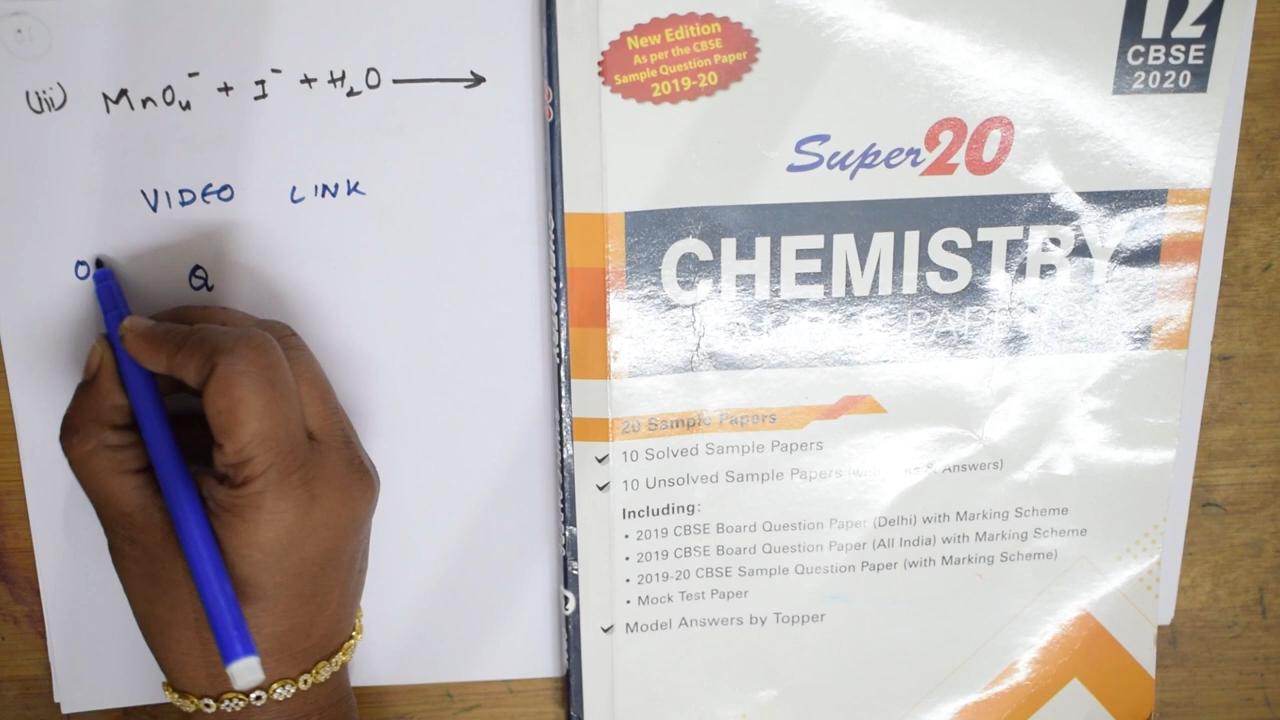 (iii) MnO₄⁻ + I⁻ + H₂O ⟶
VIDEO LINK
Q
New Edition
As per the CBSE
Sample Question Paper
2019-20
12
CBSE
2020
Super20
CHEMISTRY
20 Sample Papers
10 Solved Sample Papers
10 Unsolved Sample Papers Answers)
Including:
• 2019 CBSE Board Question Paper (Delhi) with Marking Scheme
• 2019 CBSE Board Question Paper (All India) with Marking Scheme
• 2019-20 CBSE Sample Question Paper (with Marking Scheme)
• Mock Test Paper
Model Answers by Topper